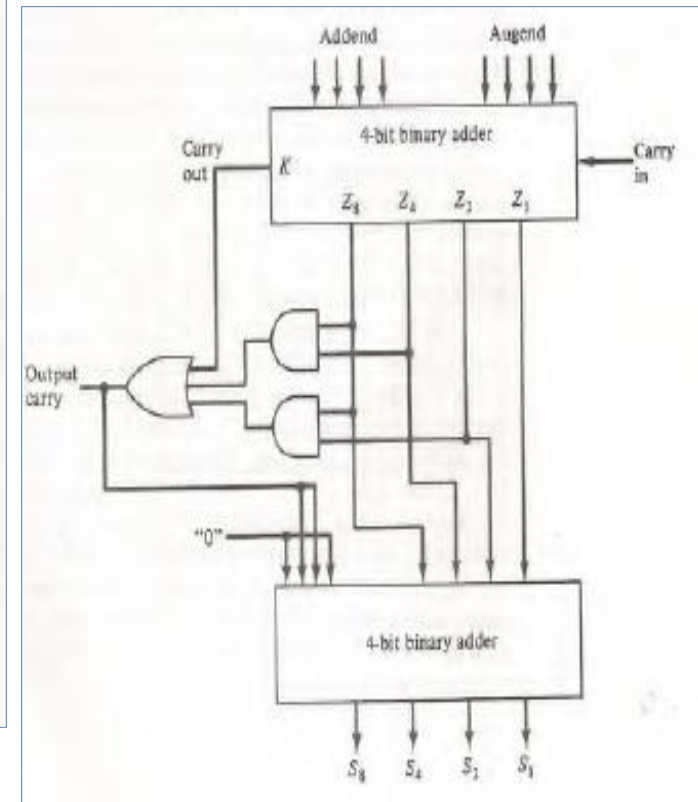 Addend Augend
4-bit binary adder
Carry
out
K
Carry
in
Z8 Z4 Z2 Z1
Output
carry
"0"
4-bit binary adder
S8 S4 S2 S1